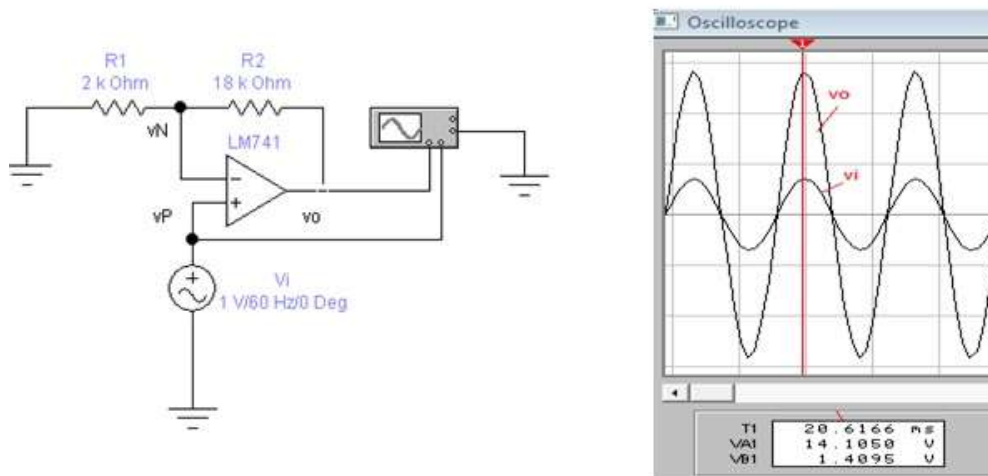 R1
2 k Ohm
R2
18 k Ohm
vN
LM741
vP
vo
Vi
1 V/60 Hz/0 Deg
Oscilloscope
1
vo
vi
T1 20.6166 ms
VA1 14.1050 V
VB1 1.4095 V